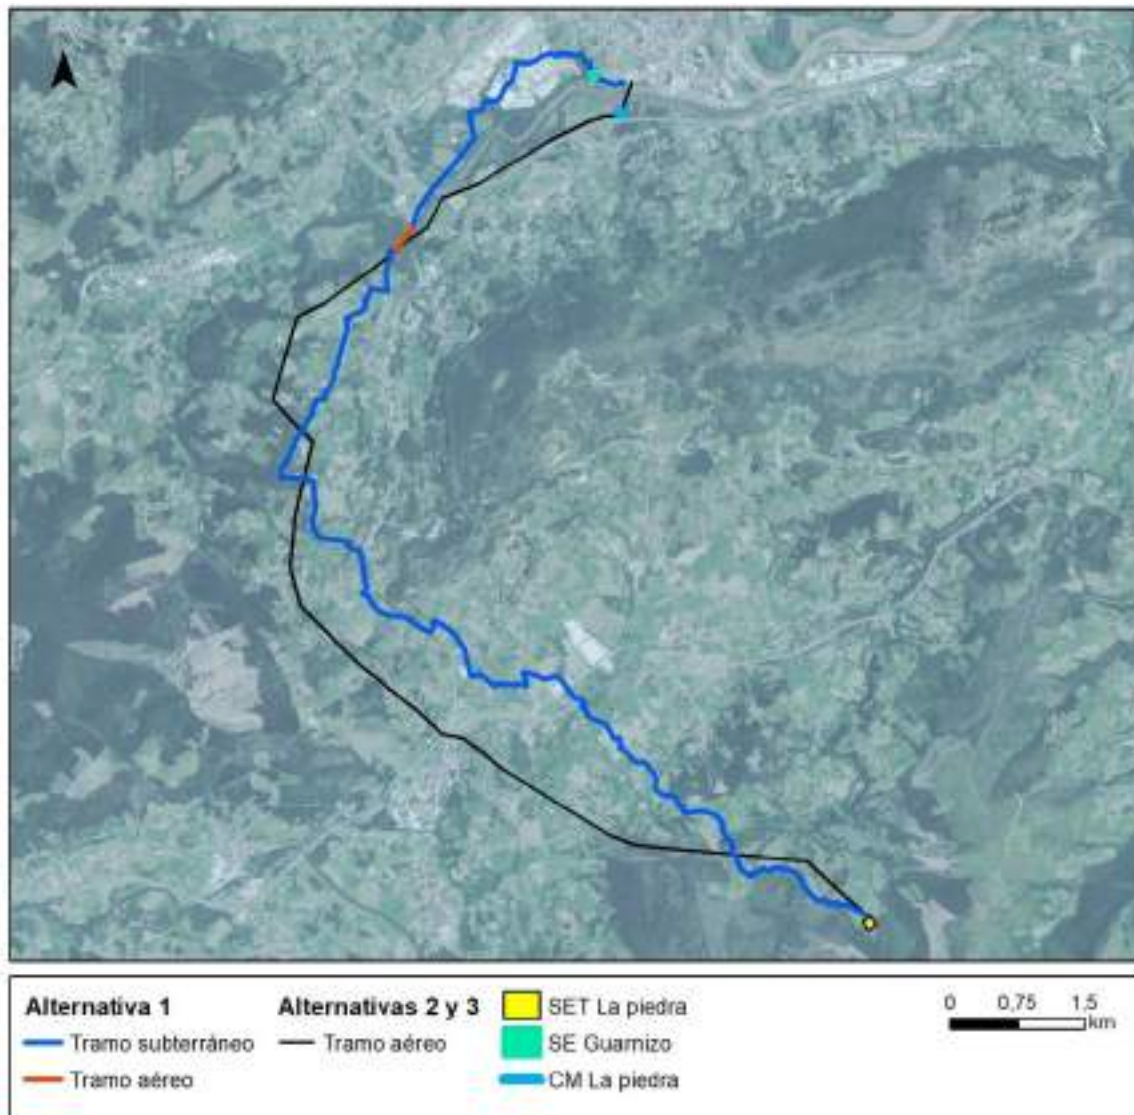 Alternativa 1
Tramo subterráneo
Tramo aéreo
Alternativas 2 y 3
Tramo aéreo
SET La piedra
SE Guarnizo
CM La piedra
0 0,75 1,5
km